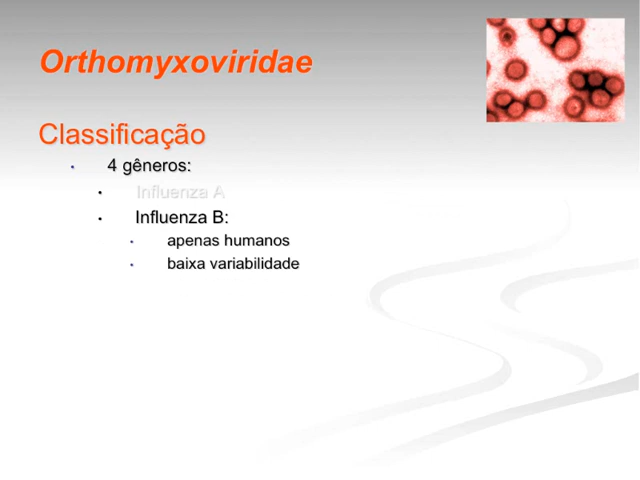 Orthomyxoviridae
Classificação
• 4 gêneros:
• Influenza A
• Influenza B:
• apenas humanos
• baixa variabilidade